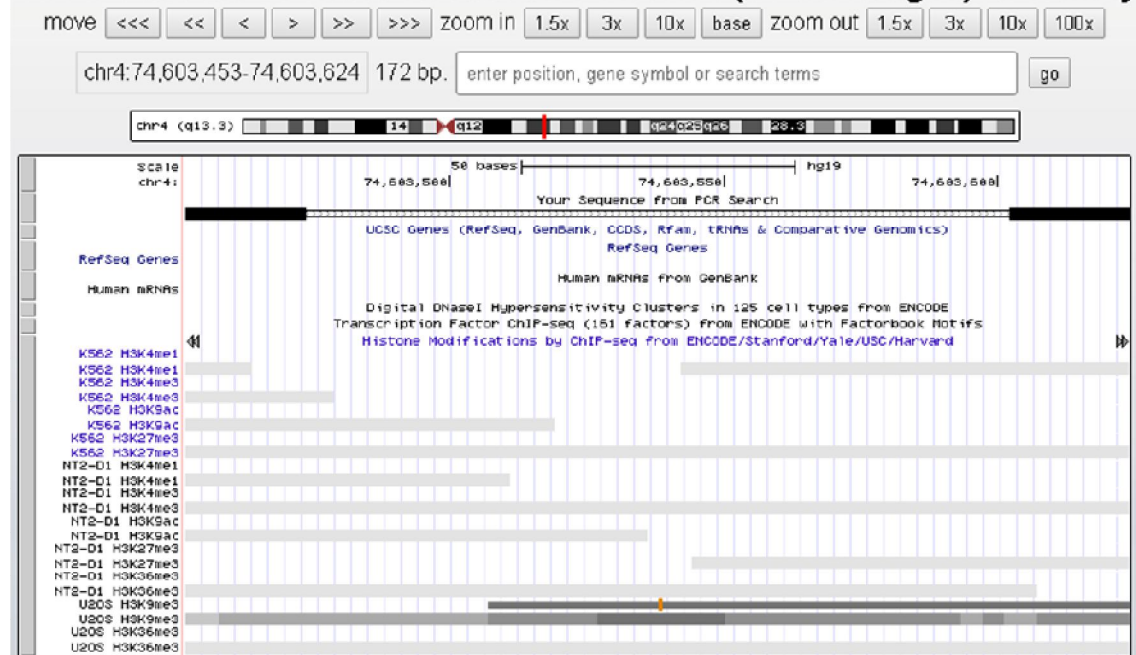 move <<< << < > >> >>> zoom in 1.5x 3x 10x base zoom out 1.5x 3x 10x 100x
chr4:74,603,453-74,603,624 172 bp. enter position, gene symbol or search terms go
chr4 (q13.3) 14 q12 q24 q25 q26 28.3
Scale 50 bases hg19
chr4: 74,603,500 74,603,550 74,603,600
Your Sequence from PCR Search
UCSC Genes (RefSeq, GenBank, CCDS, Rfam, tRNAs & Comparative Genomics)
RefSeq Genes
RefSeq Genes
Human mRNAs from GenBank
Human mRNAs
Digital DNaseI Hypersensitivity Clusters in 125 cell types from ENCODE
Transcription Factor ChIP-seq (161 factors) from ENCODE with Factorbook Motifs
Histone Modifications by ChIP-seq from ENCODE/Stanford/Yale/USC/Harvard
K562 H3K4me1
K562 H3K4me1
K562 H3K4me3
K562 H3K4me3
K562 H3K9ac
K562 H3K9ac
K562 H3K27me3
K562 H3K27me3
NT2-D1 H3K4me1
NT2-D1 H3K4me1
NT2-D1 H3K4me3
NT2-D1 H3K4me3
NT2-D1 H3K9ac
NT2-D1 H3K9ac
NT2-D1 H3K27me3
NT2-D1 H3K27me3
NT2-D1 H3K36me3
NT2-D1 H3K36me3
U2OS H3K9me3
U2OS H3K9me3
U2OS H3K36me3
U2OS H3K36me3